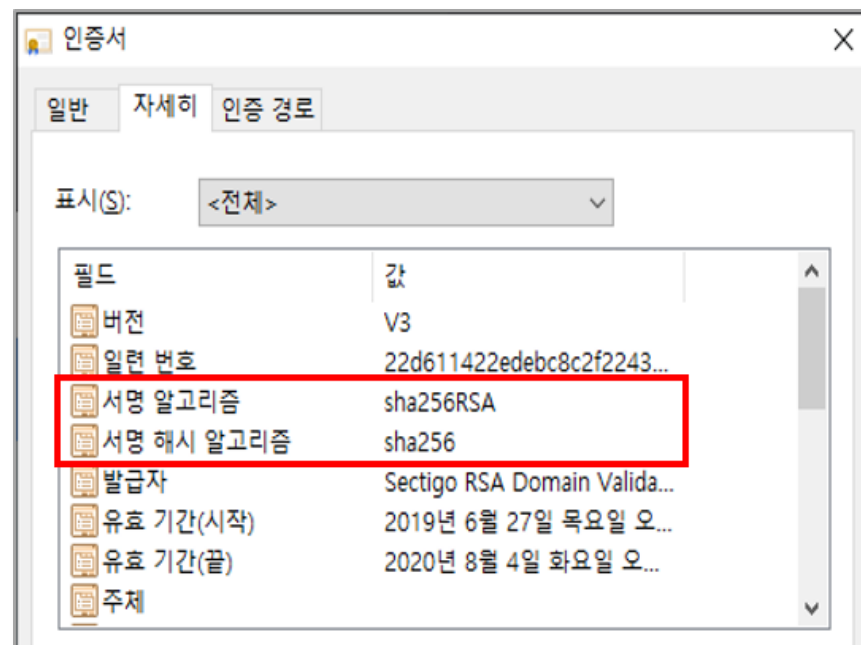 인증서
일반 자세히 인증 경로
표시(S): <전체>
필드 값
버전 V3
일련 번호 22d611422edebc8c2f2243...
서명 알고리즘 sha256RSA
서명 해시 알고리즘 sha256
발급자 Sectigo RSA Domain Valida...
유효 기간(시작) 2019년 6월 27일 목요일 오...
유효 기간(끝) 2020년 8월 4일 화요일 오...
주체